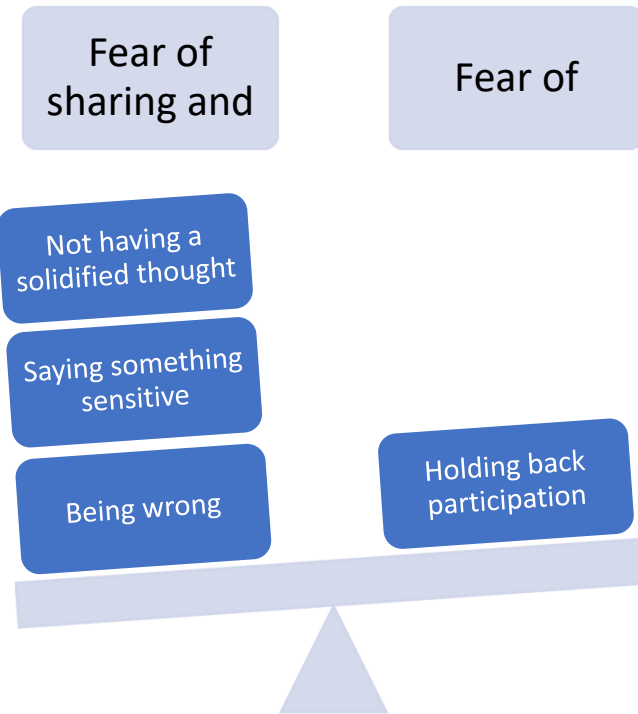 Fear of
sharing and
Fear of
Not having a
solidified thought
Saying something
sensitive
Being wrong
Holding back
participation